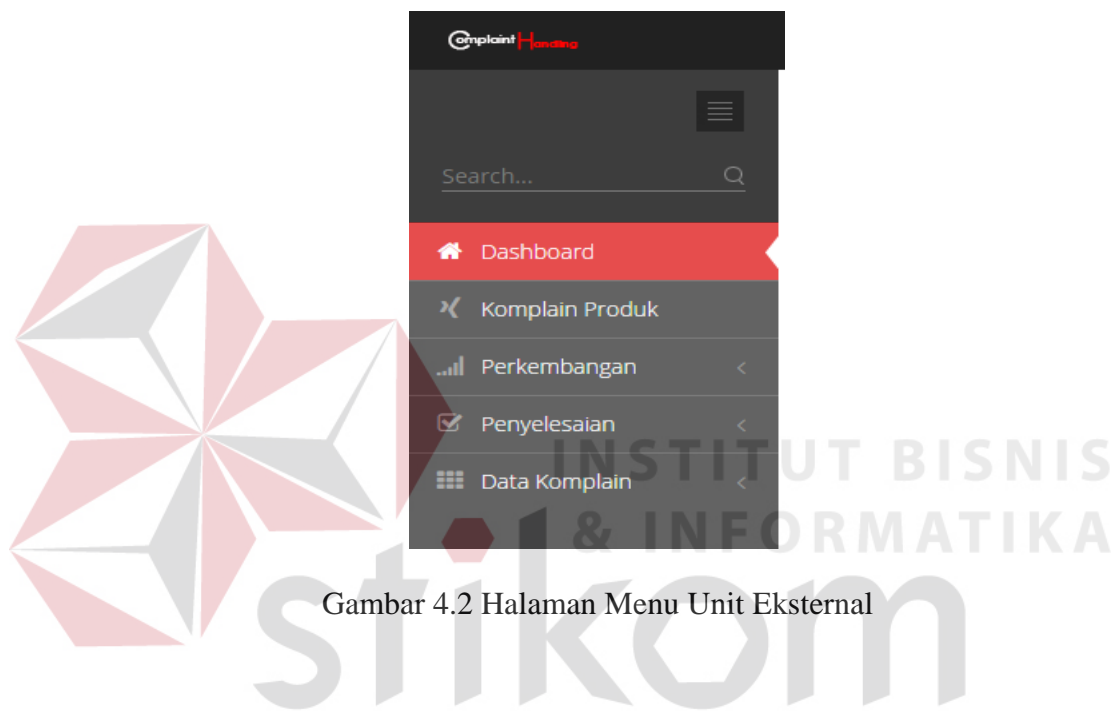 Complaint Handling
Search...
Dashboard
Komplain Produk
Perkembangan
Penyelesaian
Data Komplain
INSTITUT BISNIS
& INFORMATIKA
stikom
Gambar 4.2 Halaman Menu Unit Eksternal